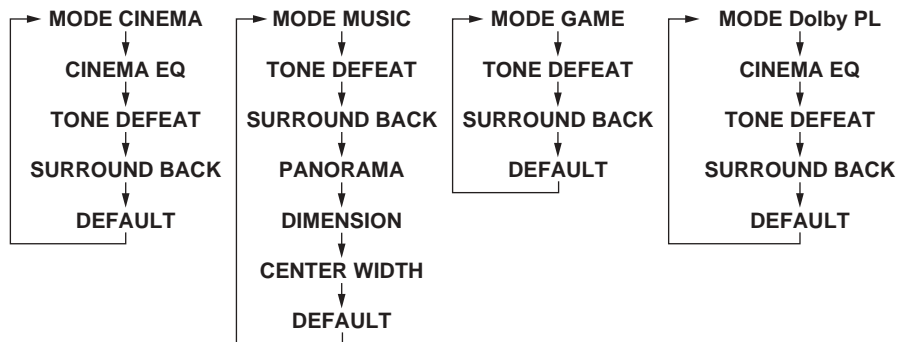 MODE CINEMA
CINEMA EQ
TONE DEFEAT
SURROUND BACK
DEFAULT
MODE MUSIC
TONE DEFEAT
SURROUND BACK
PANORAMA
DIMENSION
CENTER WIDTH
DEFAULT
MODE GAME
TONE DEFEAT
SURROUND BACK
DEFAULT
MODE Dolby PL
CINEMA EQ
TONE DEFEAT
SURROUND BACK
DEFAULT